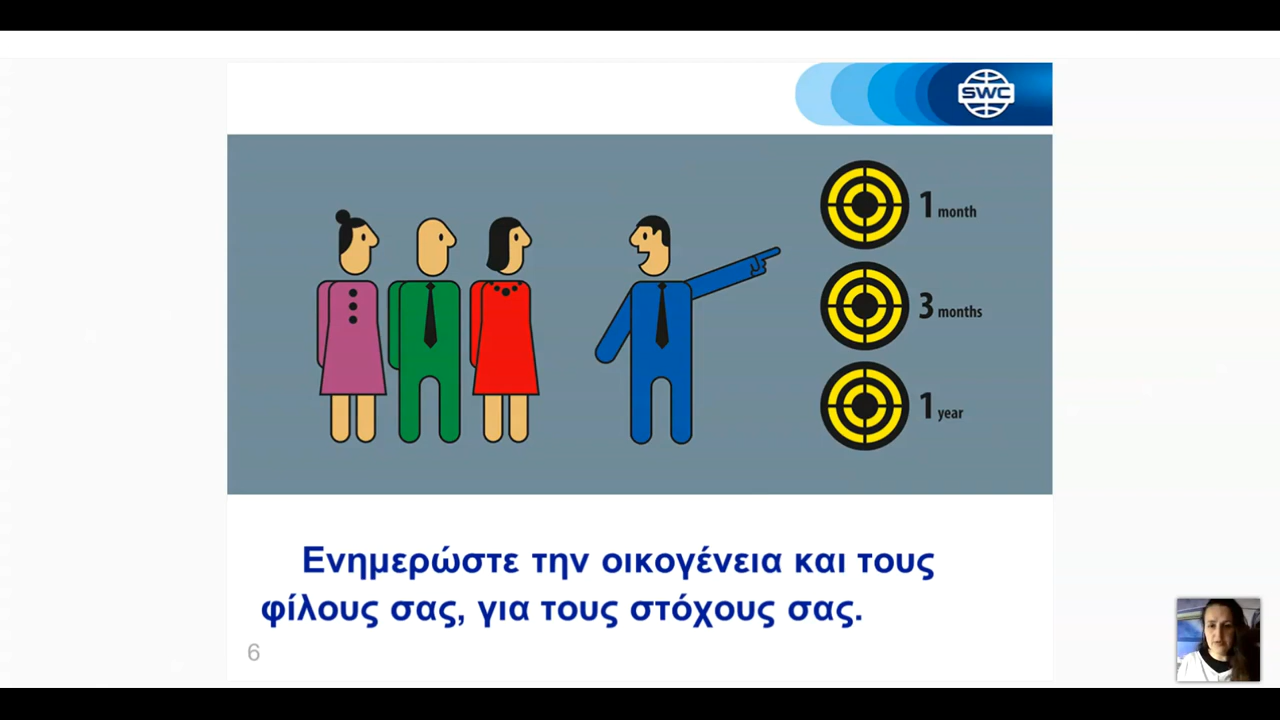 SWC
1 month
3 months
1 year
Ενημερώστε την οικογένεια και τους
φίλους σας, για τους στόχους σας.
6